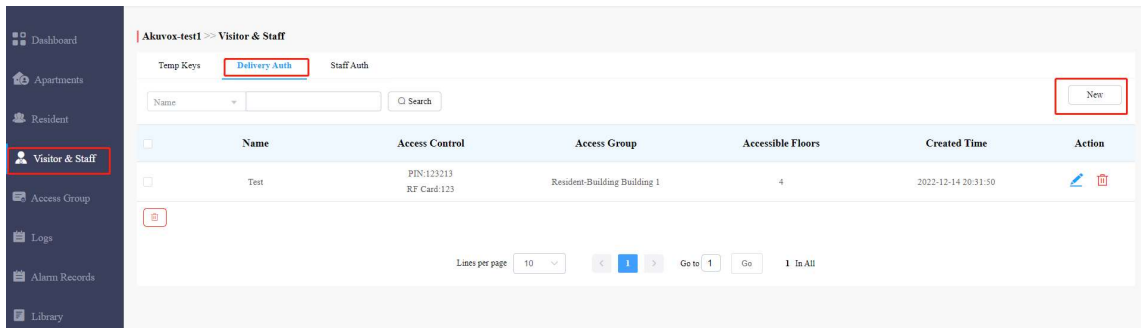 Dashboard
Apartments
Resident
Visitor & Staff
Access Group
Logs
Alarm Records
Library
Akuvox-test1 >> Visitor & Staff
Temp Keys Delivery Auth Staff Auth
Name Search
New
Name Access Control Access Group Accessible Floors Created Time Action
Test PIN:123213 RF Card:123 Resident-Building Building 1 4 2022-12-14 20:31:50
Lines per page 10 < 1 > Go to 1 Go 1 In All